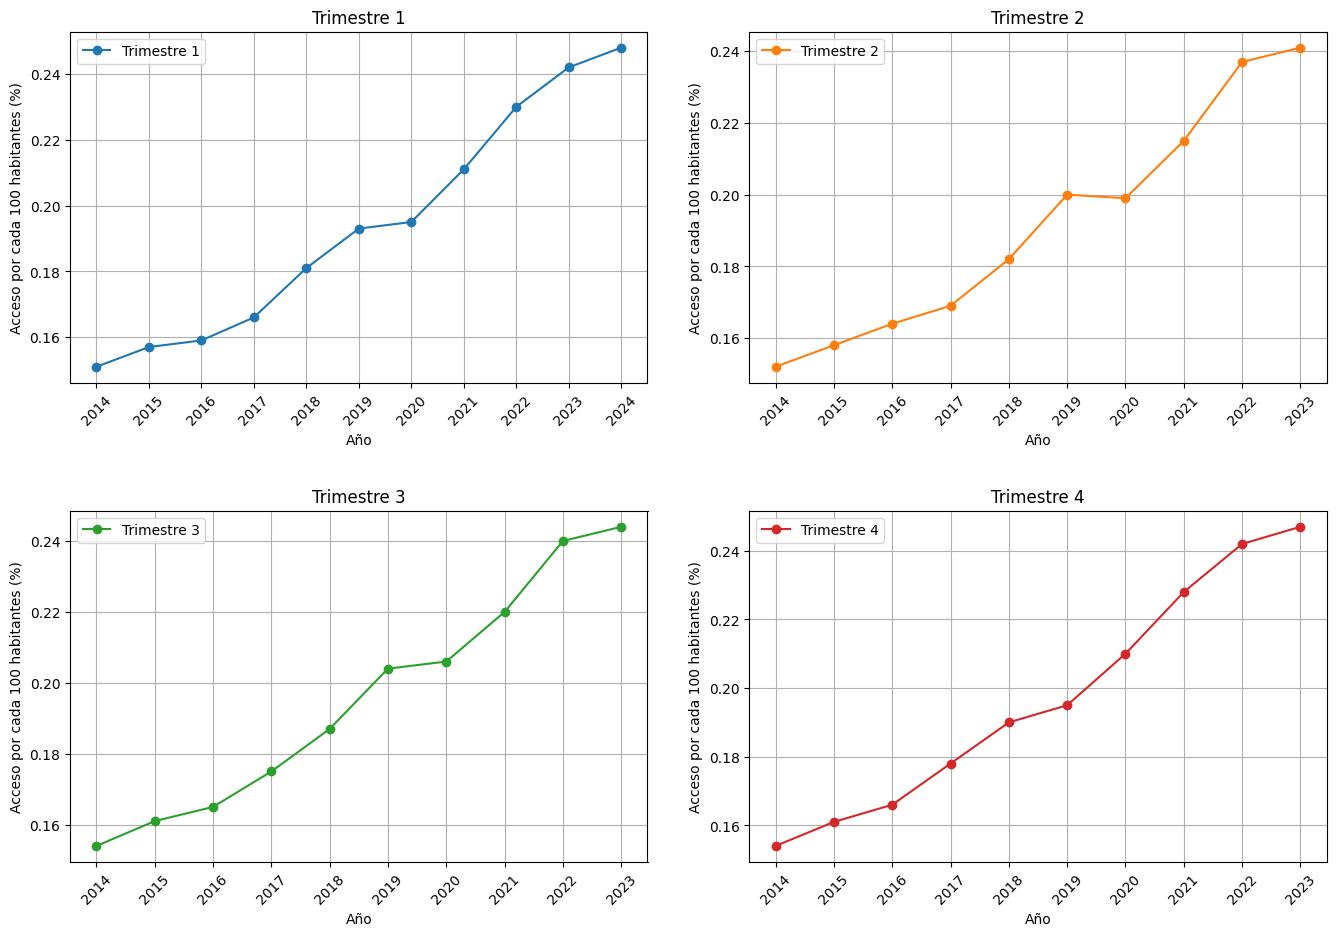 Trimestre 1
Trimestre 1
Acceso por cada 100 habitantes (%)
0.24
0.22
0.20
0.18
0.16
2014 2015 2016 2017 2018 2019 2020 2021 2022 2023 2024
Año
Trimestre 2
Trimestre 2
Acceso por cada 100 habitantes (%)
0.24
0.22
0.20
0.18
0.16
2014 2015 2016 2017 2018 2019 2020 2021 2022 2023
Año
Trimestre 3
Trimestre 3
Acceso por cada 100 habitantes (%)
0.24
0.22
0.20
0.18
0.16
2014 2015 2016 2017 2018 2019 2020 2021 2022 2023
Año
Trimestre 4
Trimestre 4
Acceso por cada 100 habitantes (%)
0.24
0.22
0.20
0.18
0.16
2014 2015 2016 2017 2018 2019 2020 2021 2022 2023
Año